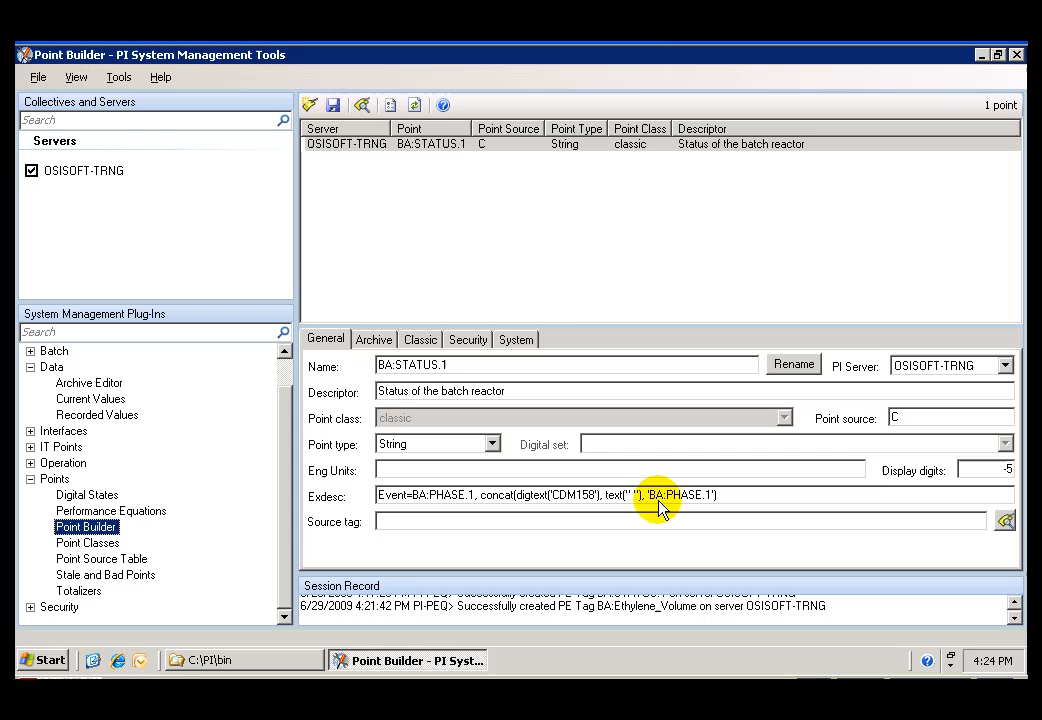 Point Builder - PI System Management Tools
File View Tools Help
Collectives and Servers
Search
Servers
OSISOFT-TRNG
1 point
Server Point Point Source Point Type Point Class Descriptor
OSISOFT-TRNG BA:STATUS.1 C String classic Status of the batch reactor
System Management Plug-Ins
Search
Batch
Data
Archive Editor
Current Values
Recorded Values
Interfaces
IT Points
Operation
Points
Digital States
Performance Equations
Point Builder
Point Classes
Point Source Table
Stale and Bad Points
Totalizers
Security
General Archive Classic Security System
Name: BA:STATUS.1 Rename PI Server: OSISOFT-TRNG
Descriptor: Status of the batch reactor
Point class: classic Point source: C
Point type: String Digital set:
Eng Units: Display digits: -5
Exdesc: Event=BA:PHASE.1, concat(digtext('CDM158'), text(" "), 'BA:PHASE.1')
Source tag:
Session Record
6/29/2009 4:21:42 PM PI-PEQ> Successfully created PE Tag BA:Ethylene_Volume on server OSISOFT-TRNG
Start C:\PI\bin Point Builder - PI Syst... 4:24 PM